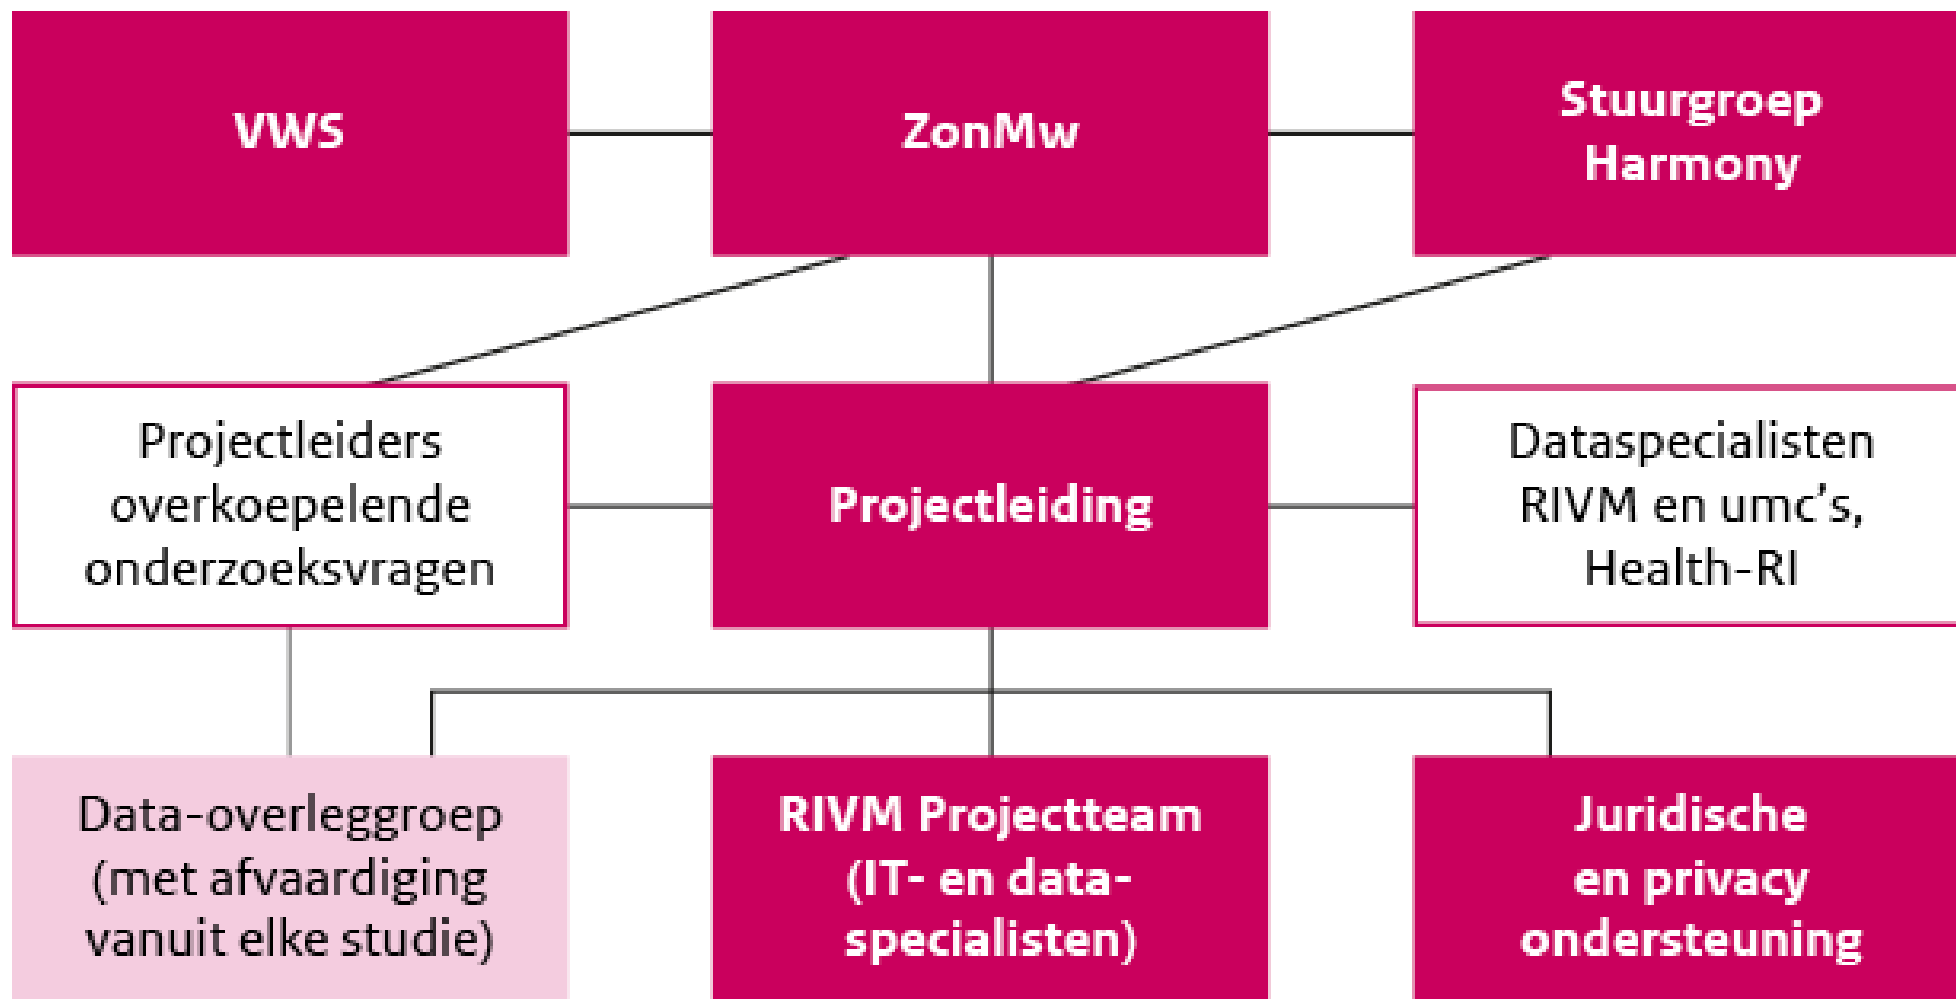 VWS
ZonMw
Stuurgroep
Harmony
Projectleiders
overkoepelende
onderzoeksvragen
Projectleiding
Dataspecialisten
RIVM en umc's,
Health-RI
Data-overleggroep
(met afvaardiging
vanuit elke studie)
RIVM Projectteam
(IT- en data-
specialisten)
Juridische
en privacy
ondersteuning